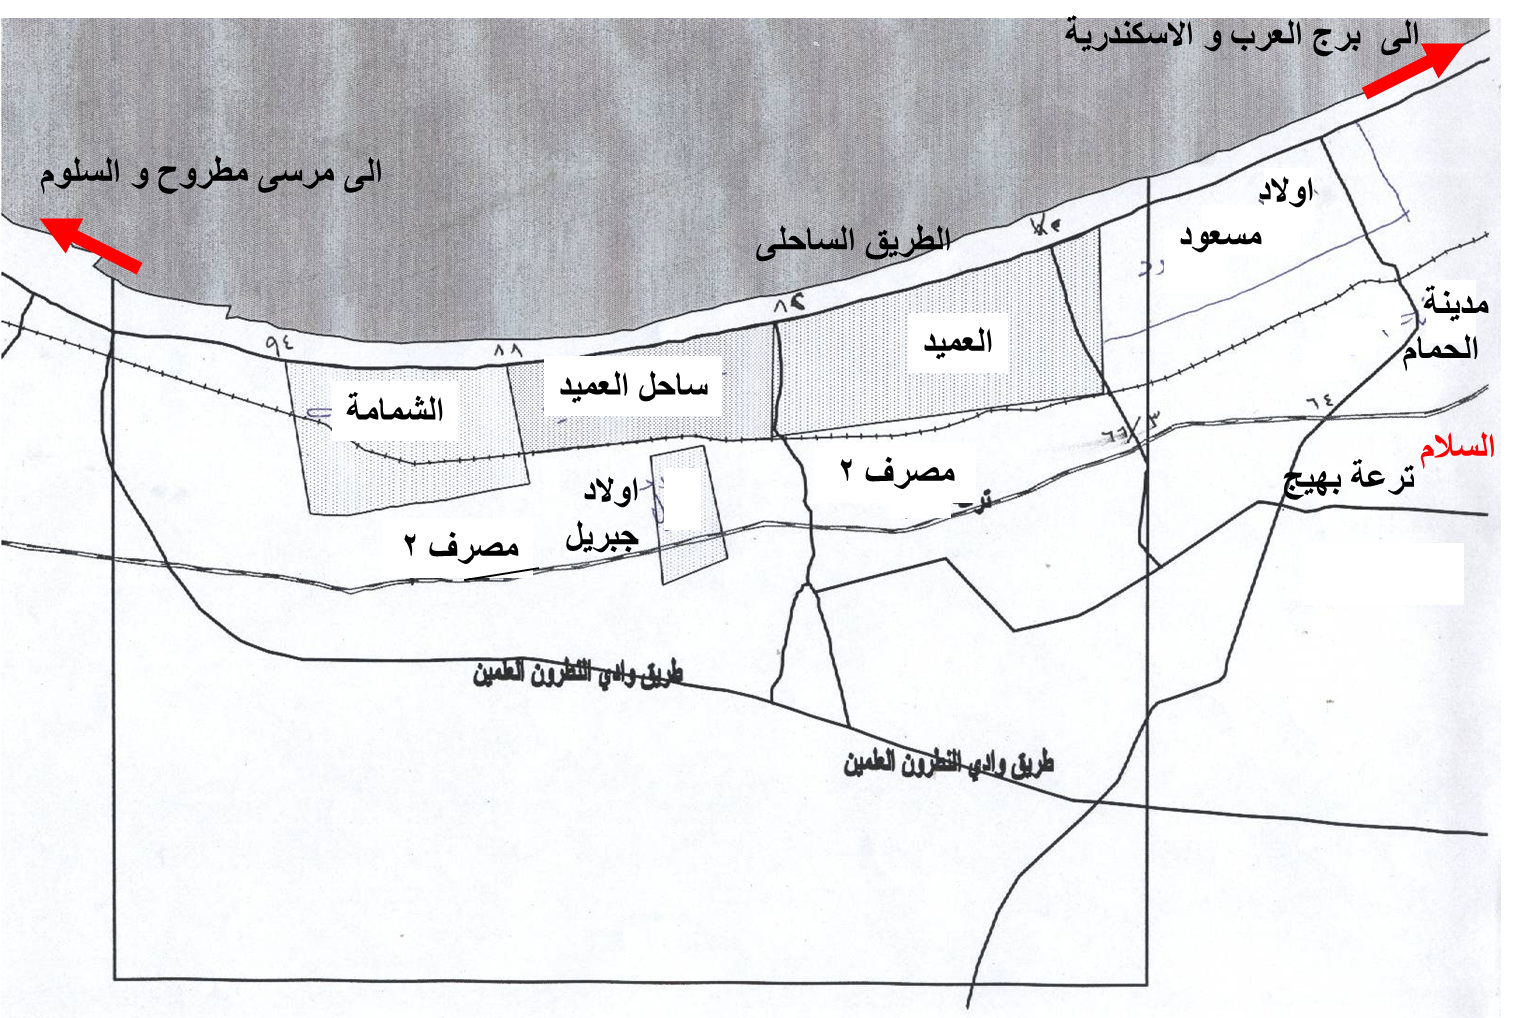 الى برج العرب و الاسكندرية
الى مرسى مطروح و السلوم
اولاد
مسعود
الطريق الساحلى
مدينة
الحمام
العميد
ساحل العميد
الشمامة
٨٨
٩٤
٦٤
السلام
ترعة بهيج
مصرف ٢
اولاد
جبريل
مصرف ٢
طريق وادي النطرون العلمين
طريق وادي النطرون العلمين